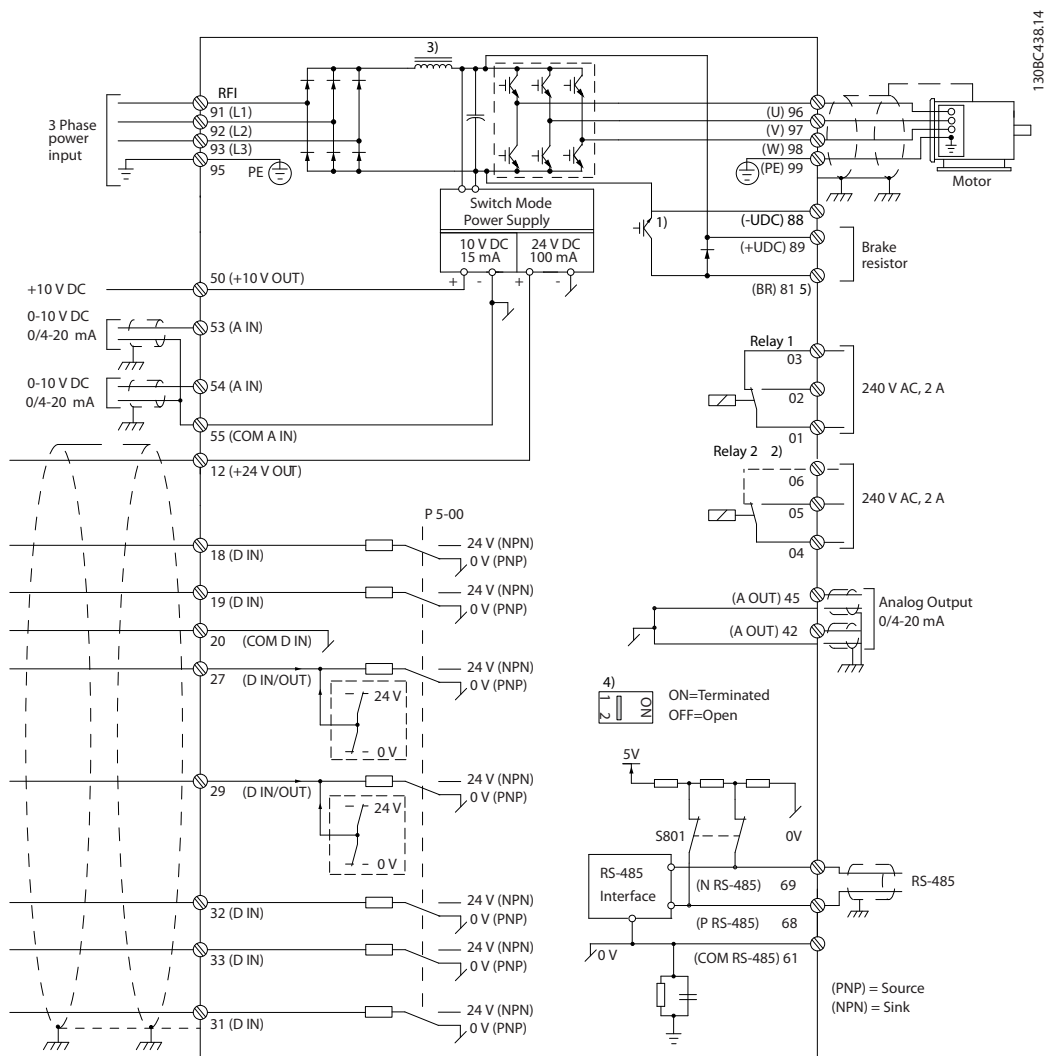 130BC438.14
3)
RFI
91 (L1)
92 (L2)
93 (L3)
95
PE
3 Phase
power
input
(U) 96
(V) 97
(W) 98
(PE) 99
Motor
Switch Mode
Power Supply
10 V DC
15 mA
24 V DC
100 mA
+ - + -
1)
(-UDC) 88
(+UDC) 89
(BR) 81 5)
Brake
resistor
+10 V DC
50 (+10 V OUT)
0-10 V DC
0/4-20 mA
53 (A IN)
0-10 V DC
0/4-20 mA
54 (A IN)
55 (COM A IN)
12 (+24 V OUT)
Relay 1
03
02
01
240 V AC, 2 A
Relay 2 2)
06
05
04
240 V AC, 2 A
P 5-00
18 (D IN)
24 V (NPN)
0 V (PNP)
19 (D IN)
24 V (NPN)
0 V (PNP)
20 (COM D IN)
27 (D IN/OUT)
24 V (NPN)
0 V (PNP)
24 V
0 V
29 (D IN/OUT)
24 V (NPN)
0 V (PNP)
24 V
0 V
32 (D IN)
24 V (NPN)
0 V (PNP)
33 (D IN)
24 V (NPN)
0 V (PNP)
31 (D IN)
24 V (NPN)
0 V (PNP)
(A OUT) 45
(A OUT) 42
Analog Output
0/4-20 mA
4)
1 2
ON
ON=Terminated
OFF=Open
5V
S801
0V
RS-485
Interface
(N RS-485) 69
(P RS-485) 68
RS-485
0 V
(COM RS-485) 61
(PNP) = Source
(NPN) = Sink